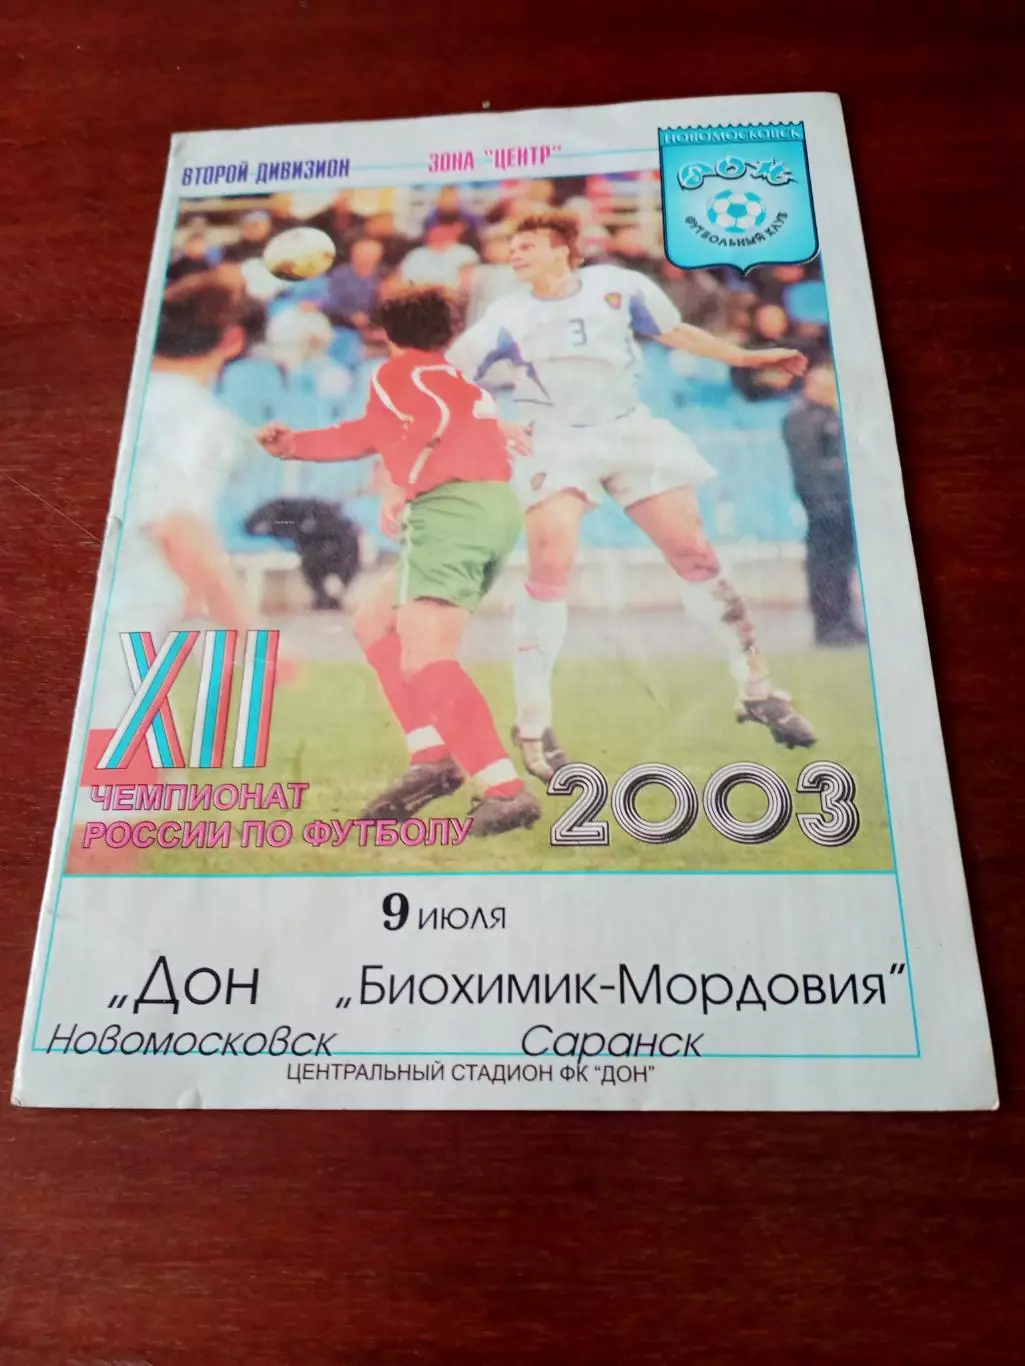 ВТОРОЙ ДИВИЗИОН
ЗОНА "ЦЕНТР"
НОВОМОСКОВСК
ДОН
ФУТБОЛЬНЫЙ КЛУБ
3
XII
ЧЕМПИОНАТ
РОССИИ ПО ФУТБОЛУ
2003
9 ИЮЛЯ
„Дон „Биохимик-Мордовия"
Новомосковск Саранск
ЦЕНТРАЛЬНЫЙ СТАДИОН ФК "ДОН"